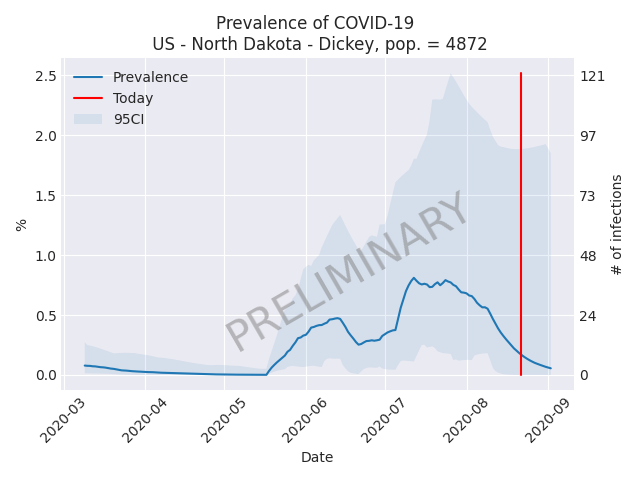 Prevalence of COVID-19
US - North Dakota - Dickey, pop. = 4872
Prevalence
Today
95CI
PRELIMINARY
%
2.5
2.0
1.5
1.0
0.5
0.0
121
97
73
48
24
0
# of infections
2020-03
2020-04
2020-05
2020-06
2020-07
2020-08
2020-09
Date